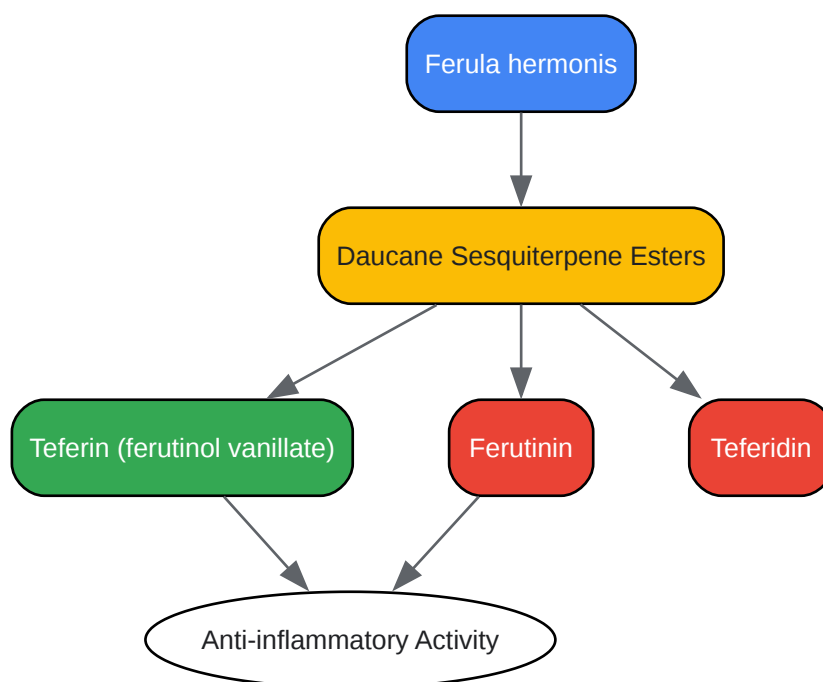 Ferula hermonis
Daucane Sesquiterpene Esters
Teferin (ferutinol vanillate)
Ferutinin
Teferidin
Anti-inflammatory Activity